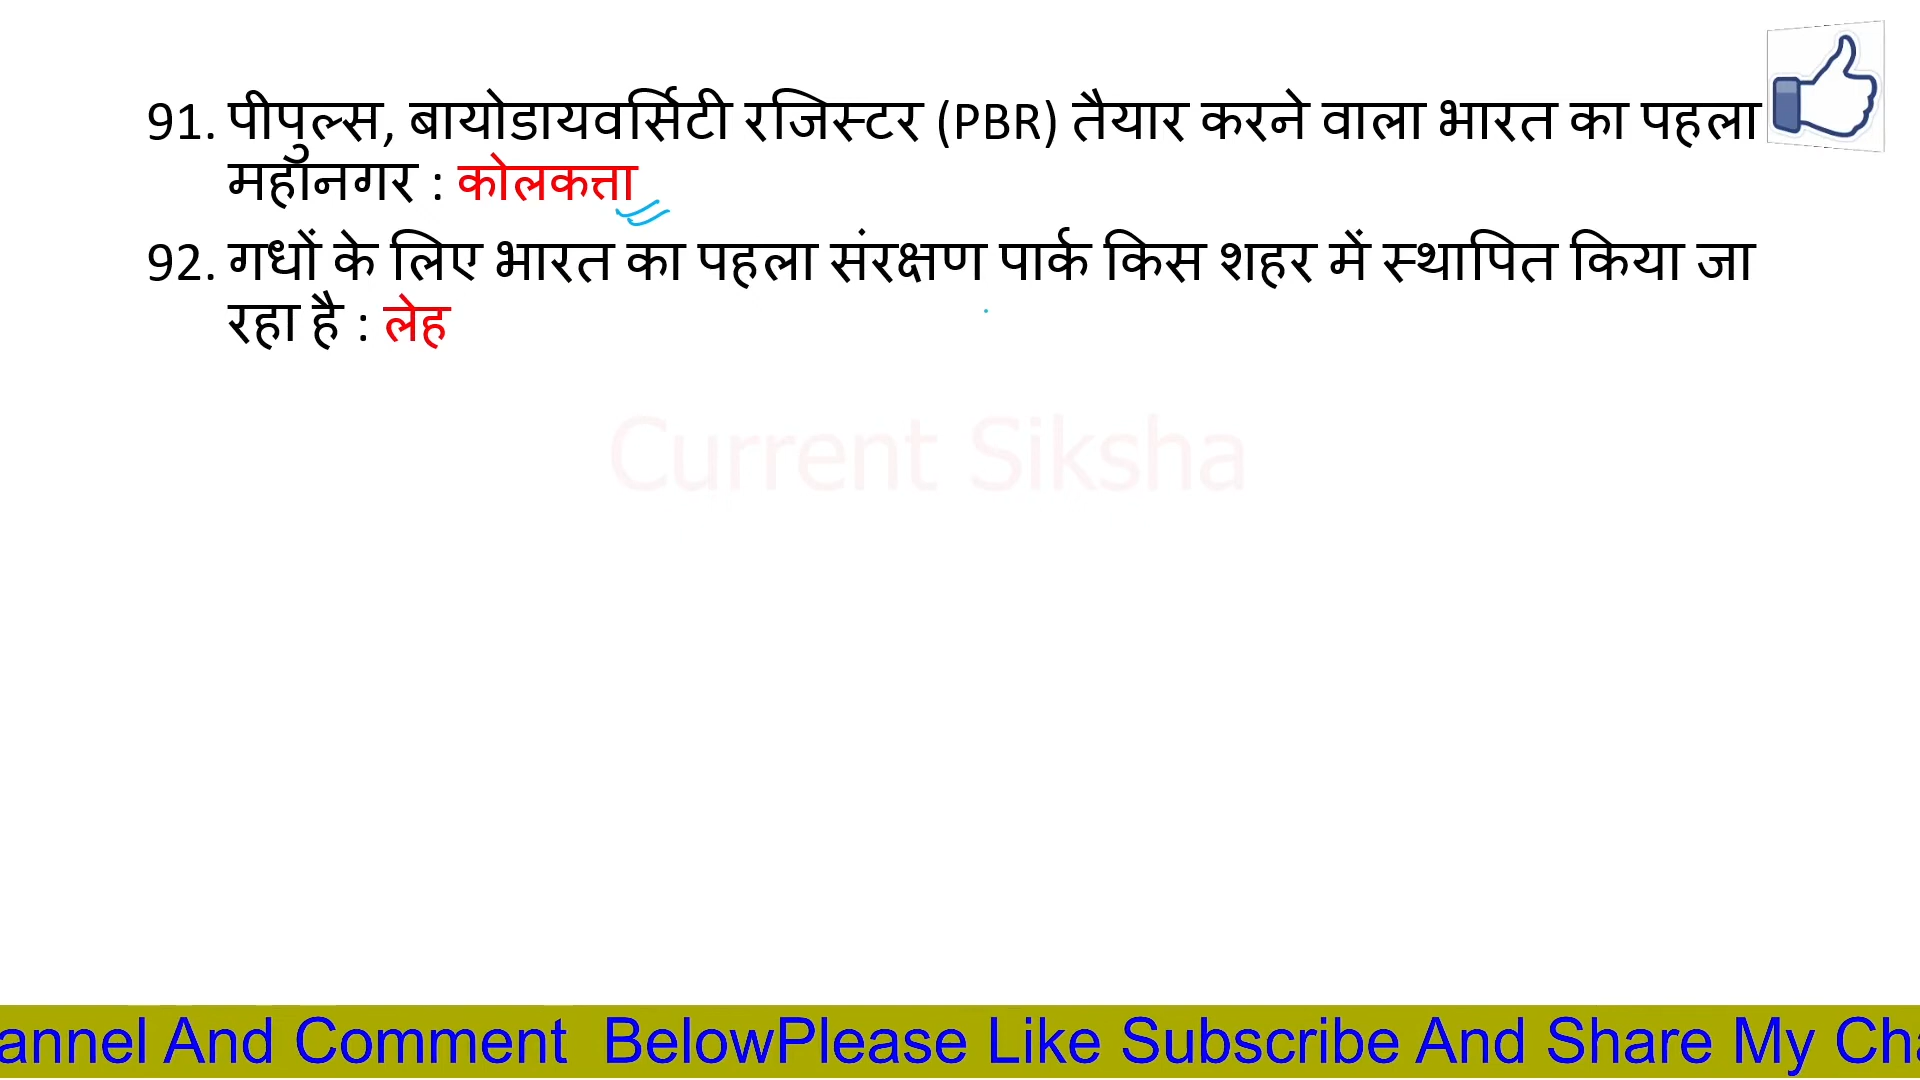 91. पीपुल्स, बायोडायवर्सिटी रजिस्टर (PBR) तैयार करने वाला भारत का पहला
महानगर : कोलकत्ता
92. गधों के लिए भारत का पहला संरक्षण पार्क किस शहर में स्थापित किया जा
रहा है : लेह
Current Siksha
annel And Comment  BelowPlease Like Subscribe And Share My Cha